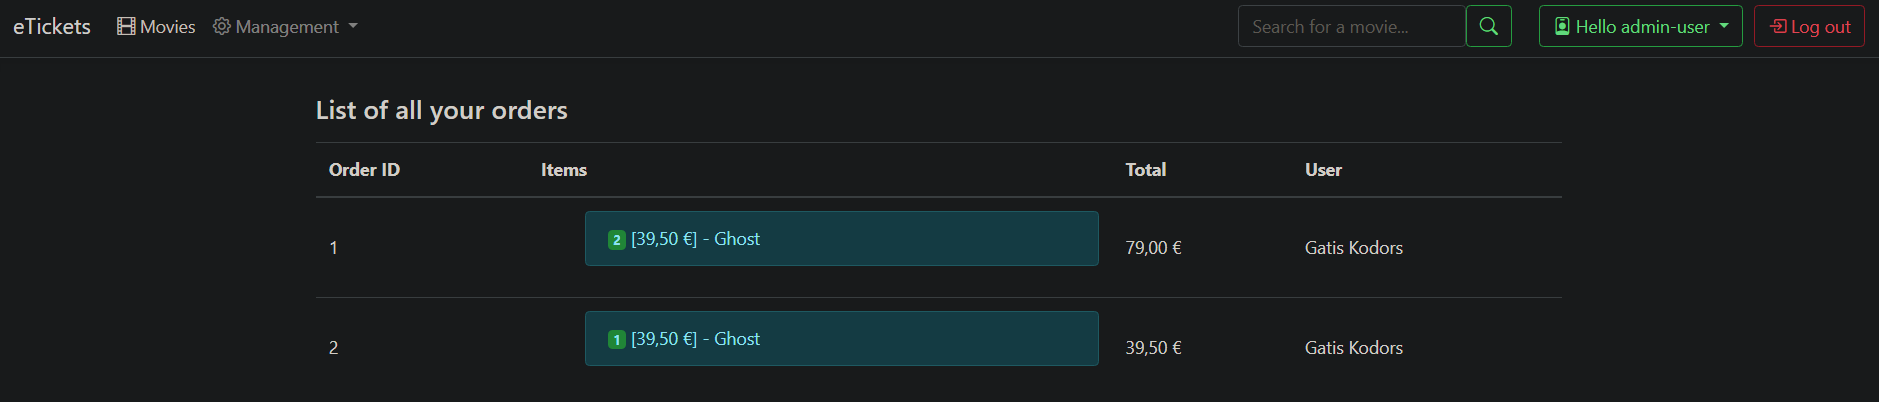 eTickets Movies Management Search for a movie... Hello admin-user Log out
List of all your orders
Order ID Items Total User
1 2 [39,50 €] - Ghost 79,00 € Gatis Kodors
2 1 [39,50 €] - Ghost 39,50 € Gatis Kodors